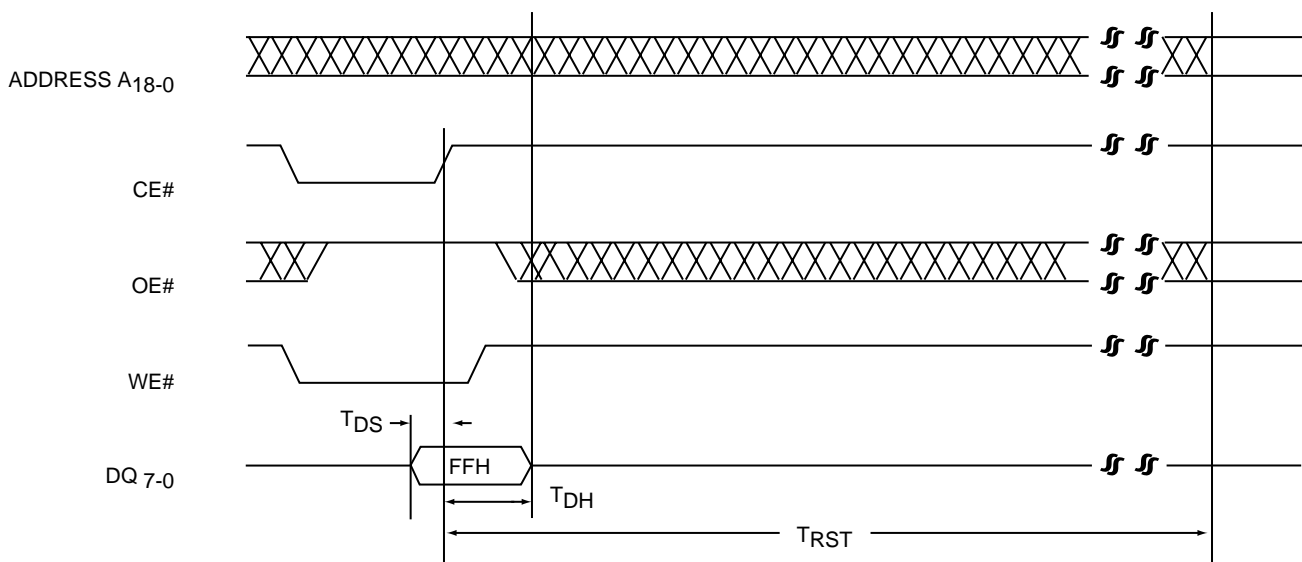 ADDRESS A18-0
CE#
OE#
WE#
TDS
DQ 7-0
FFH
TDH
TRST